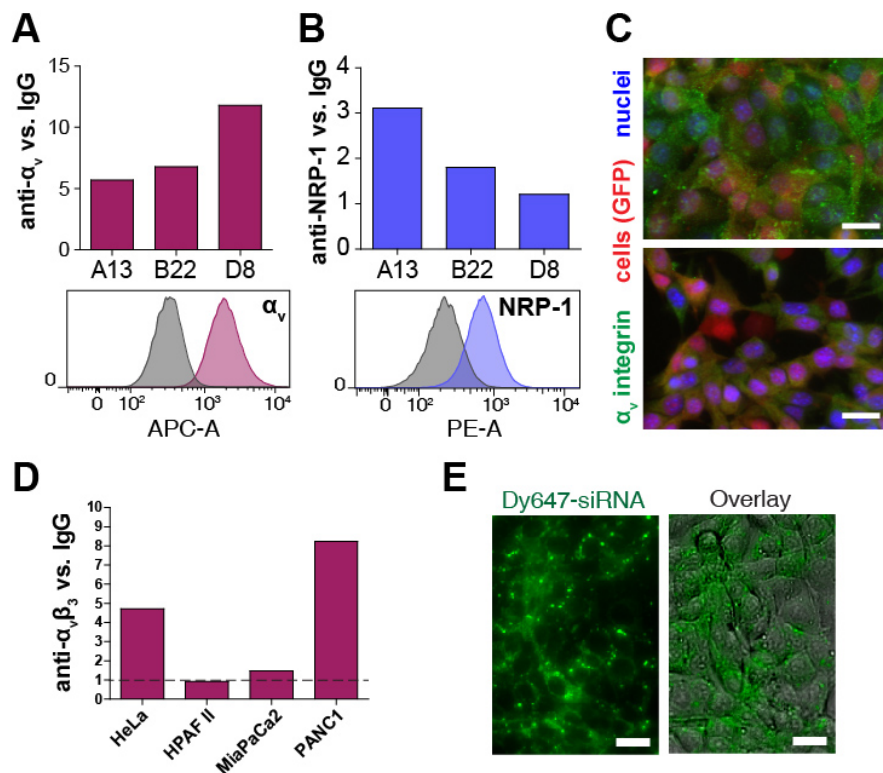 A
anti-αv vs. IgG
15
10
5
0
A13 B22 D8
αv
0
0 10² 10³ 10⁴
APC-A
B
anti-NRP-1 vs. IgG
4
3
2
1
0
A13 B22 D8
NRP-1
0
0 10² 10³ 10⁴
PE-A
C
αv integrin cells (GFP) nuclei
D
anti-αvβ3 vs. IgG
10
9
8
7
6
5
4
3
2
1
0
HeLa
HPAF II
MiaPaCa2
PANC1
E
Dy647-siRNA Overlay